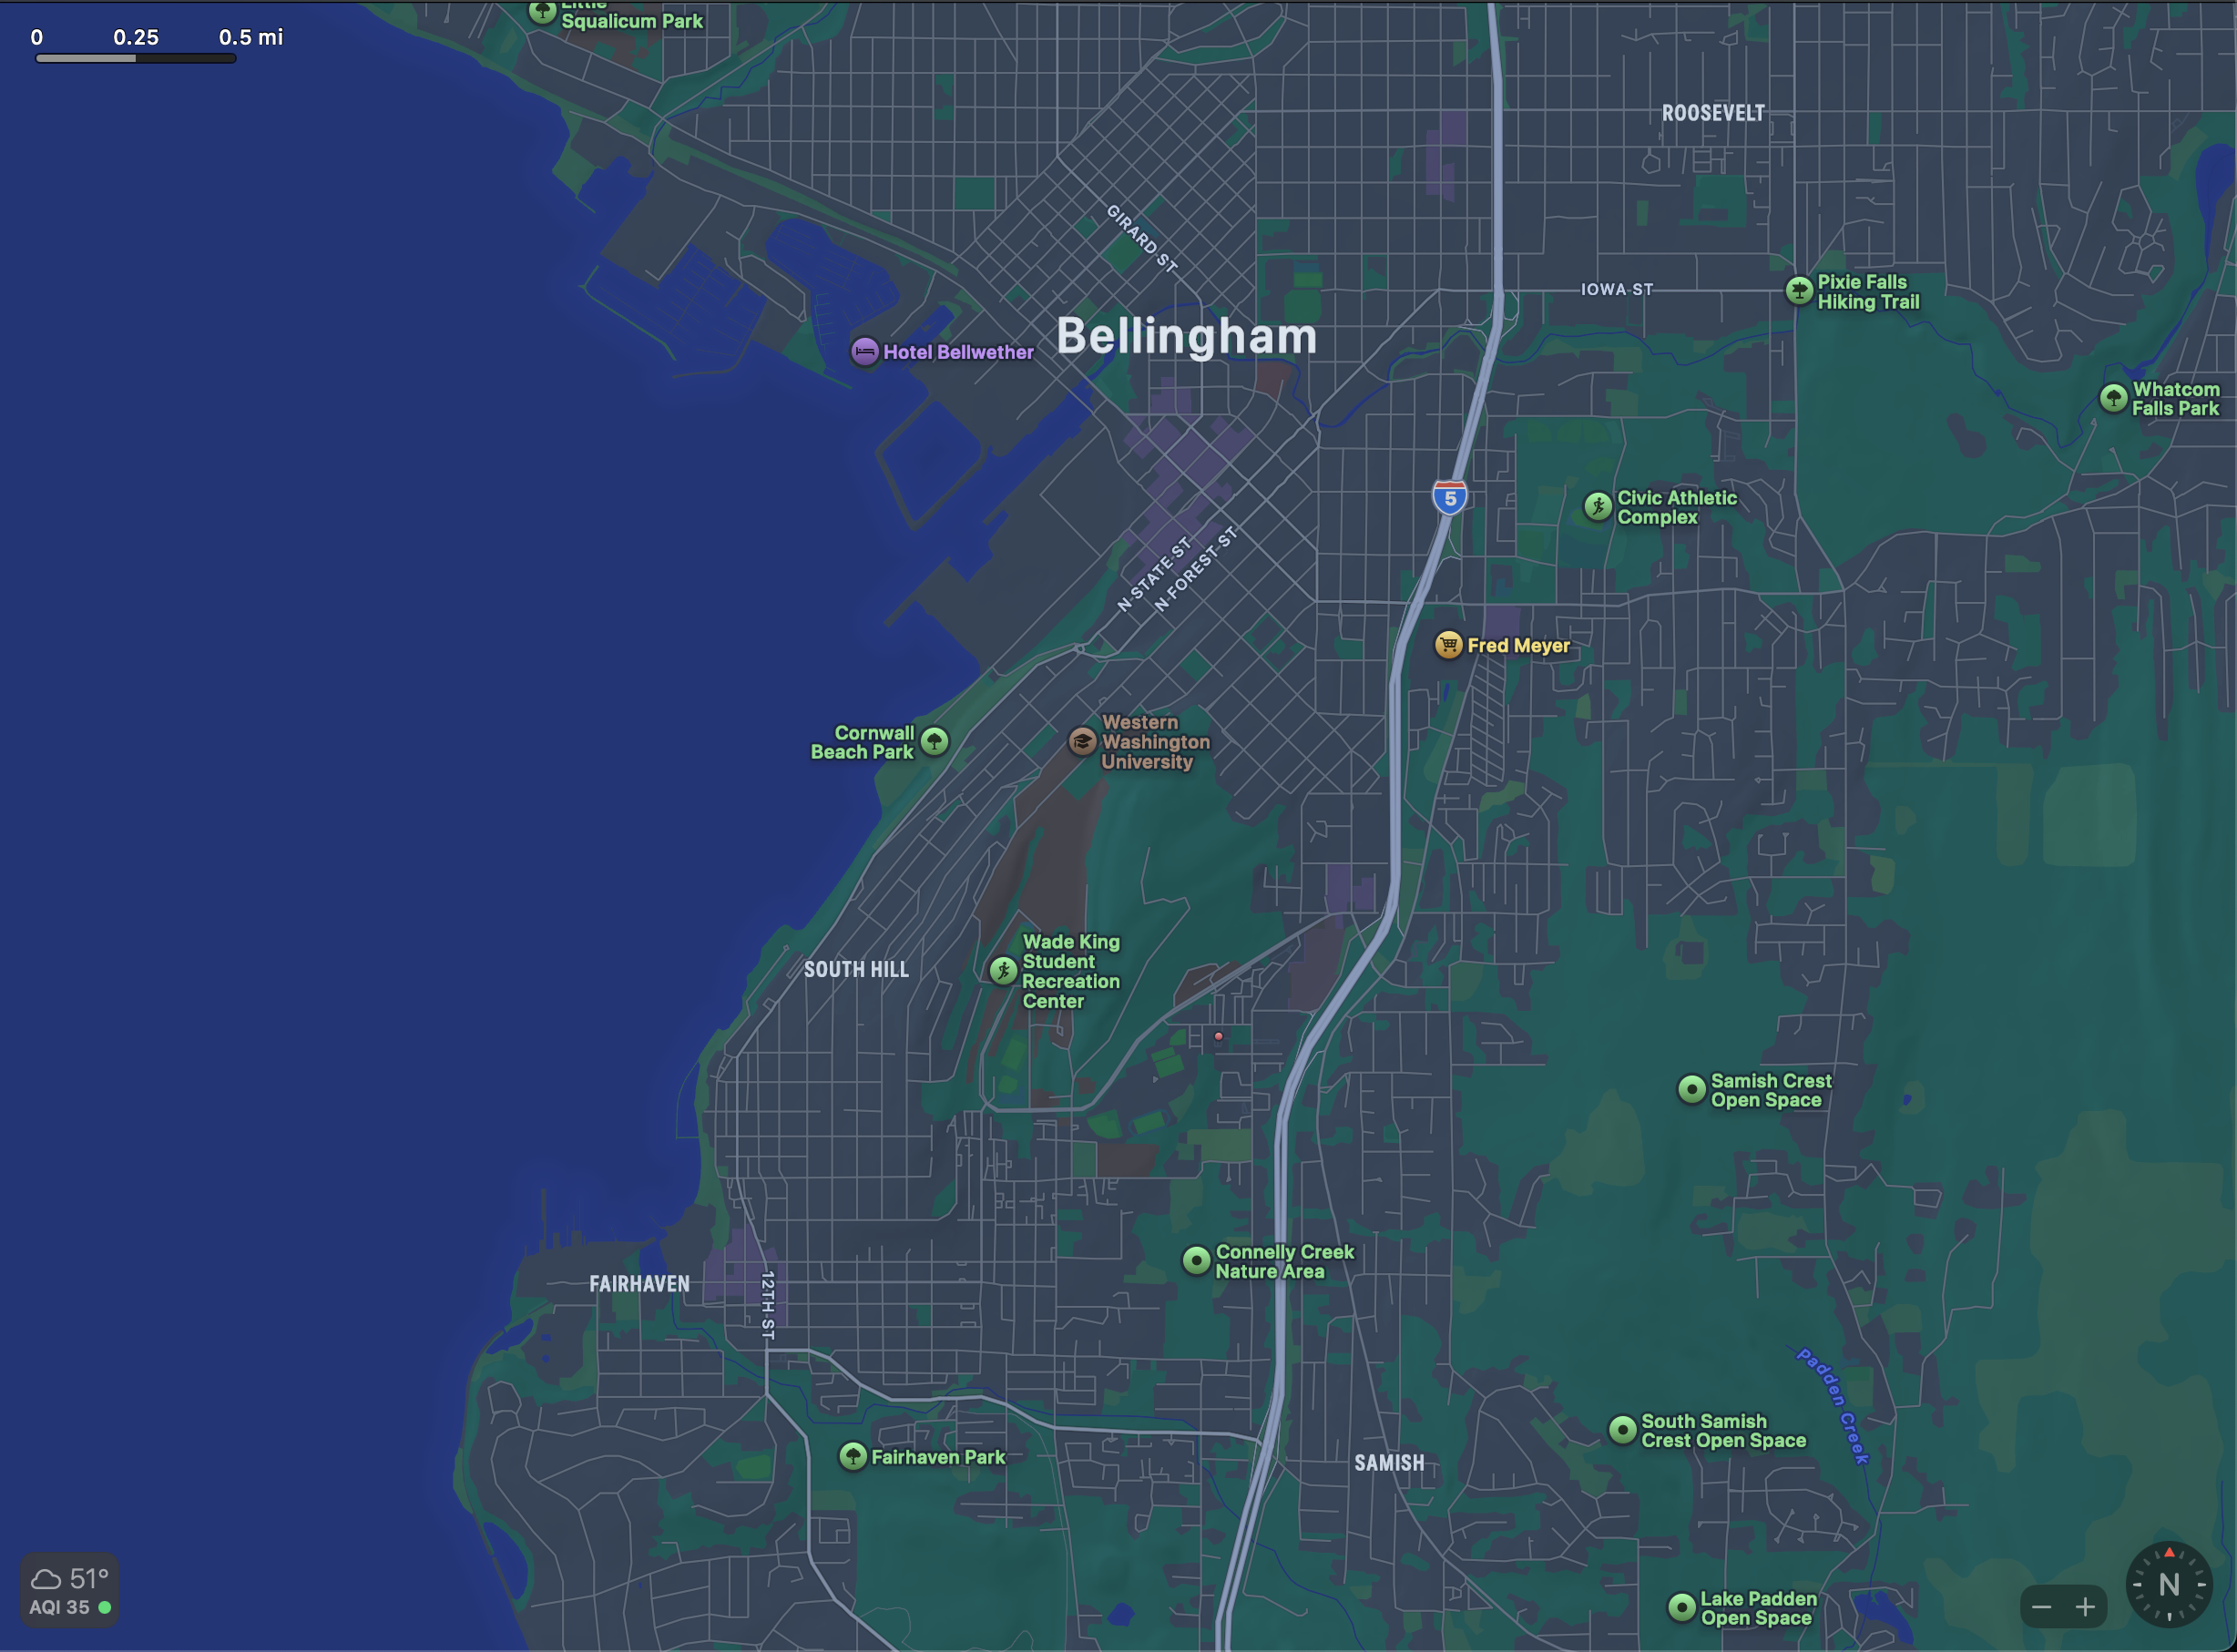 Little
Squalicum Park
0 0.25 0.5 mi
ROOSEVELT
GIRARD ST
IOWA ST
Pixie Falls
Hiking Trail
Bellingham
Hotel Bellwether
Whatcom
Falls Park
5
Civic Athletic
Complex
N STATE ST
N FOREST ST
Fred Meyer
Cornwall
Beach Park
Western
Washington
University
Wade King
Student
Recreation
Center
SOUTH HILL
Samish Crest
Open Space
Connelly Creek
Nature Area
FAIRHAVEN
12TH ST
Padden Creek
South Samish
Crest Open Space
Fairhaven Park
SAMISH
51°
AQI 35
Lake Padden
Open Space
− +
N